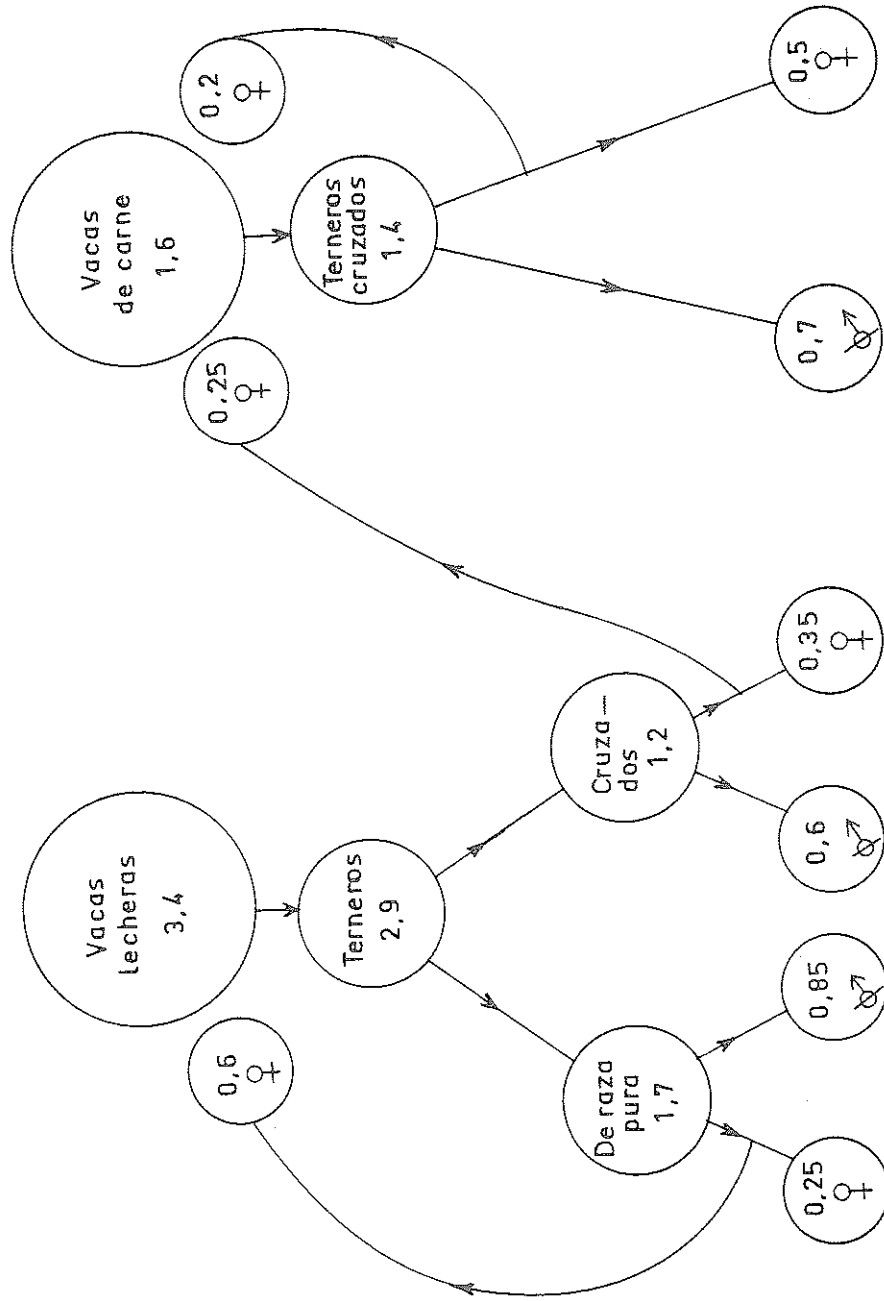 Vacas
lecheras
3,4
0,6
♀
Terneros
2,9
De raza
pura
1,7
Cruza—
dos
1,2
0,25
♀
0,85
♂
0,6
♂
0,35
♀
Vacas
de carne
1,6
0,25
♀
0,2
♀
Terneros
cruzados
1,4
0,7
♂
0,5
♀